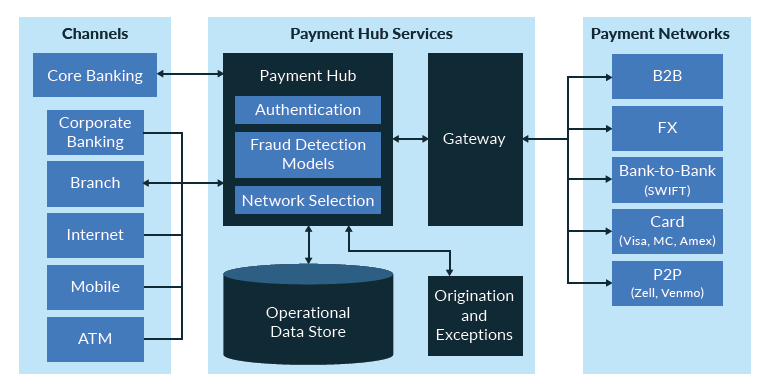 Channels
Core Banking
Corporate
Banking
Branch
Internet
Mobile
ATM
Payment Hub Services
Payment Hub
Authentication
Fraud Detection
Models
Network Selection
Gateway
Operational
Data Store
Origination
and
Exceptions
Payment Networks
B2B
FX
Bank-to-Bank
(SWIFT)
Card
(Visa, MC, Amex)
P2P
(Zell, Venmo)